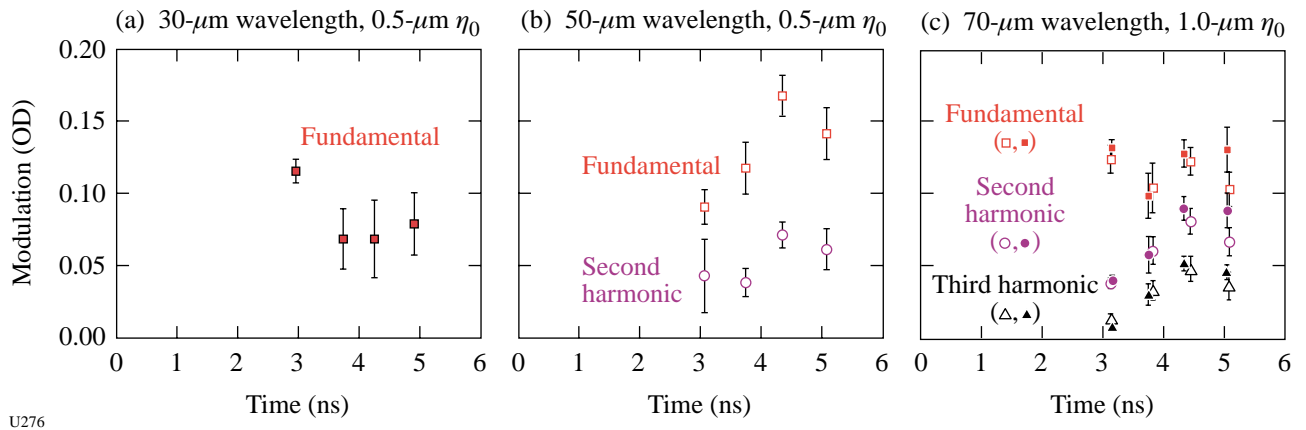 (a) 30-μm wavelength, 0.5-μm η0
(b) 50-μm wavelength, 0.5-μm η0
(c) 70-μm wavelength, 1.0-μm η0
Modulation (OD)
0.20
0.15
0.10
0.05
0.00
Fundamental
0 1 2 3 4 5 6
Time (ns)
Fundamental
Second
harmonic
0 1 2 3 4 5 6
Time (ns)
Fundamental
(□,■)
Second
harmonic
(○,●)
Third harmonic
(△,▲)
0 1 2 3 4 5 6
Time (ns)
U276